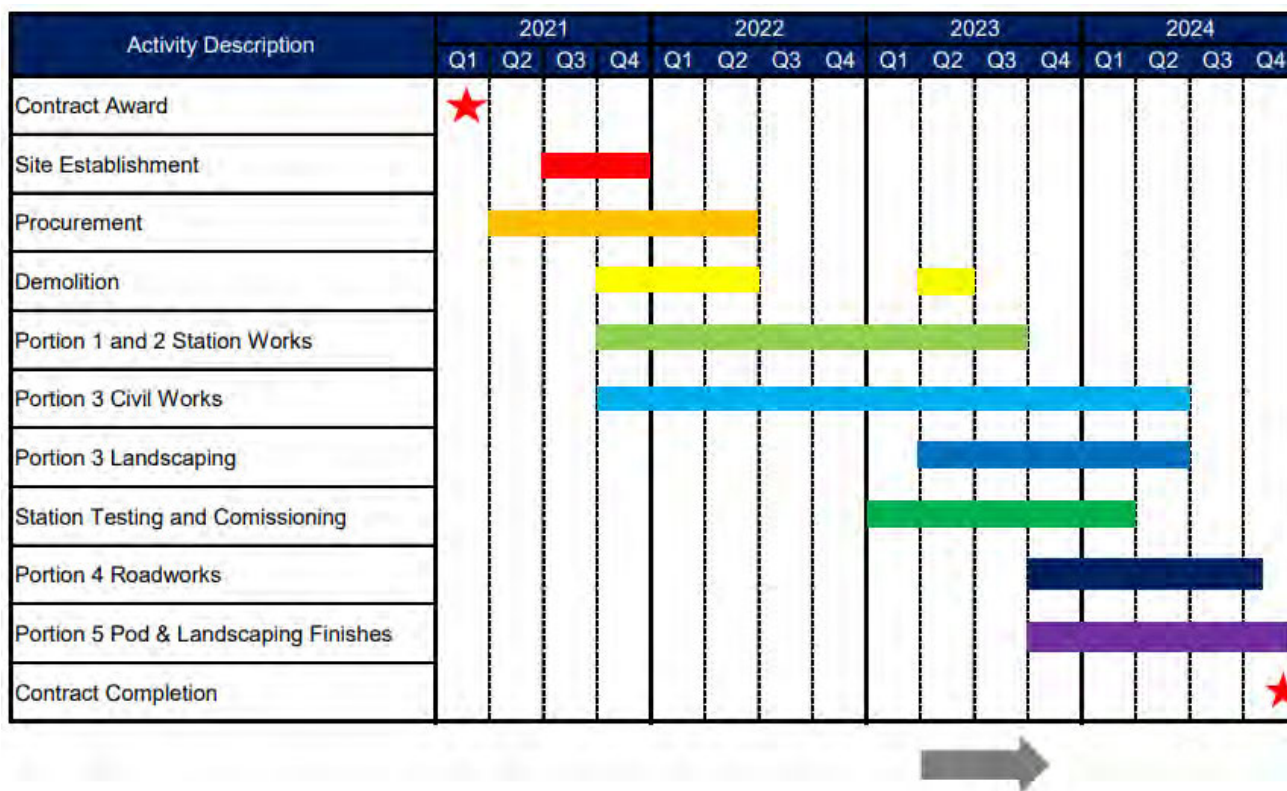 Activity Description
2021 2022 2023 2024
Q1 Q2 Q3 Q4 Q1 Q2 Q3 Q4 Q1 Q2 Q3 Q4 Q1 Q2 Q3 Q4
Contract Award
Site Establishment
Procurement
Demolition
Portion 1 and 2 Station Works
Portion 3 Civil Works
Portion 3 Landscaping
Station Testing and Comissioning
Portion 4 Roadworks
Portion 5 Pod & Landscaping Finishes
Contract Completion